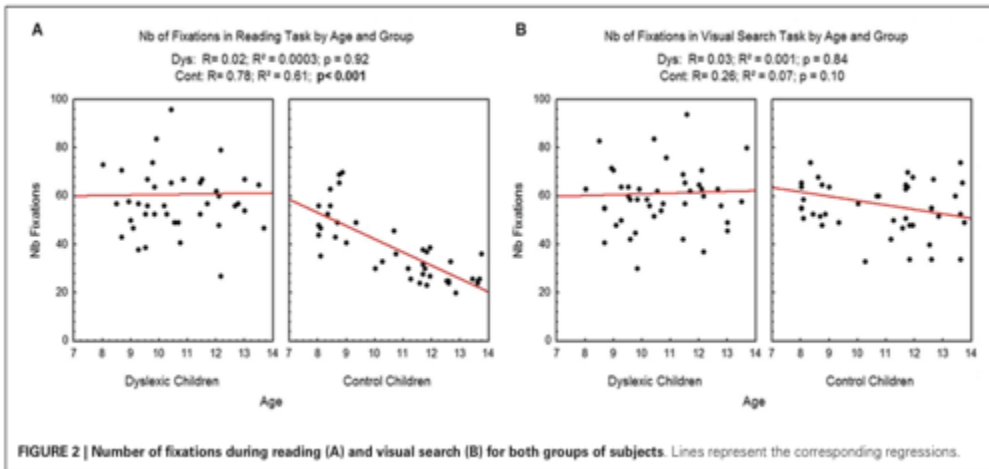 A
Nb of Fixations in Reading Task by Age and Group
Dys: R= 0.02; R² = 0.0003; p = 0.92
Cont: R= 0.78; R² = 0.61; p< 0.001
B
Nb of Fixations in Visual Search Task by Age and Group
Dys: R= 0.03; R² = 0.001; p = 0.84
Cont: R= 0.26; R² = 0.07; p = 0.10
Nb Fixations
100
80
60
40
20
0
7 8 9 10 11 12 13 14
7 8 9 10 11 12 13 14
Dyslexic Children
Control Children
Age
Nb Fixations
100
80
60
40
20
0
7 8 9 10 11 12 13 14
7 8 9 10 11 12 13 14
Dyslexic Children
Control Children
Age
FIGURE 2 | Number of fixations during reading (A) and visual search (B) for both groups of subjects. Lines represent the corresponding regressions.